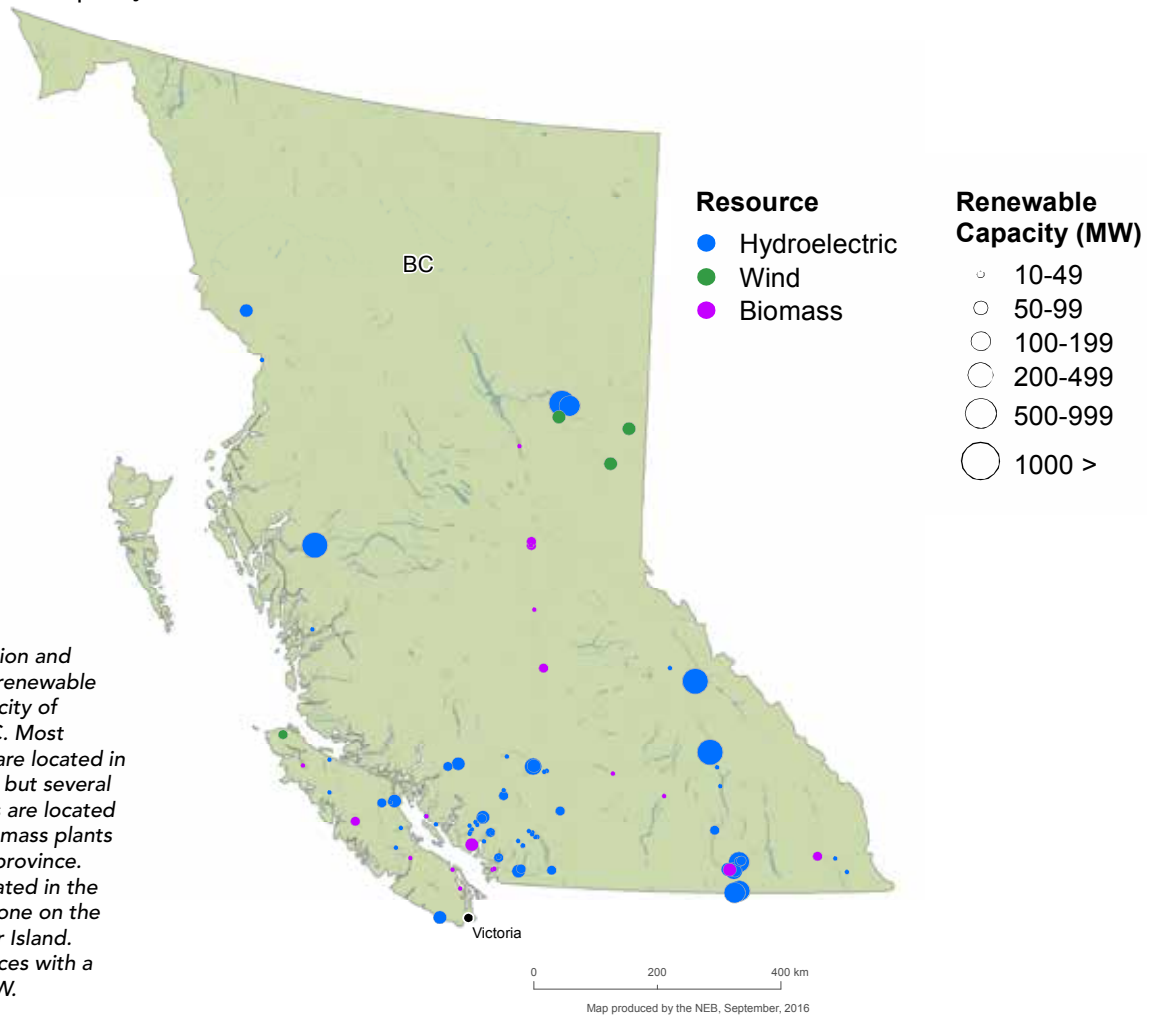 BC
Resource
Hydroelectric
Wind
Biomass
Renewable
Capacity (MW)
10-49
50-99
100-199
200-499
500-999
1000 >
ion and
renewable
city of
C. Most
are located in
but several
s are located
mass plants
province.
ated in the
one on the
r Island.
ces with a
W.
Victoria
0 200 400 km
Map produced by the NEB, September, 2016